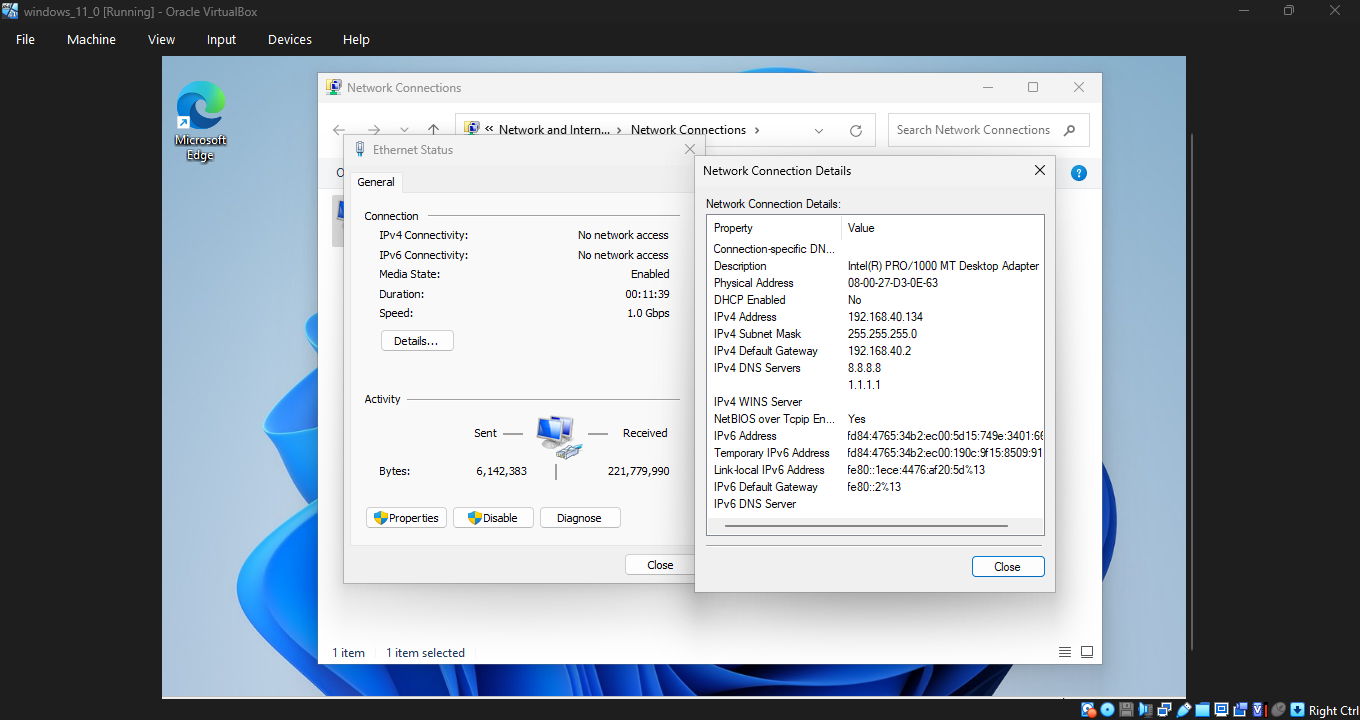 windows_11_0 [Running] - Oracle VirtualBox
File Machine View Input Devices Help
Microsoft
Edge
Network Connections
« Network and Intern... › Network Connections ›
Search Network Connections
Ethernet Status
General
Connection
IPv4 Connectivity: No network access
IPv6 Connectivity: No network access
Media State: Enabled
Duration: 00:11:39
Speed: 1.0 Gbps
Details...
Activity
Sent Received
Bytes: 6,142,383 221,779,990
Properties Disable Diagnose
Close
Network Connection Details
Network Connection Details:
Property Value
Connection-specific DN...
Description Intel(R) PRO/1000 MT Desktop Adapter
Physical Address 08-00-27-D3-0E-63
DHCP Enabled No
IPv4 Address 192.168.40.134
IPv4 Subnet Mask 255.255.255.0
IPv4 Default Gateway 192.168.40.2
IPv4 DNS Servers 8.8.8.8
1.1.1.1
IPv4 WINS Server
NetBIOS over Tcpip En... Yes
IPv6 Address fd84:4765:34b2:ec00:5d15:749e:3401:6
Temporary IPv6 Address fd84:4765:34b2:ec00:190c:9f15:8509:91
Link-local IPv6 Address fe80::1ece:4476:af20:5d%13
IPv6 Default Gateway fe80::2%13
IPv6 DNS Server
Close
1 item 1 item selected
Right Ctrl